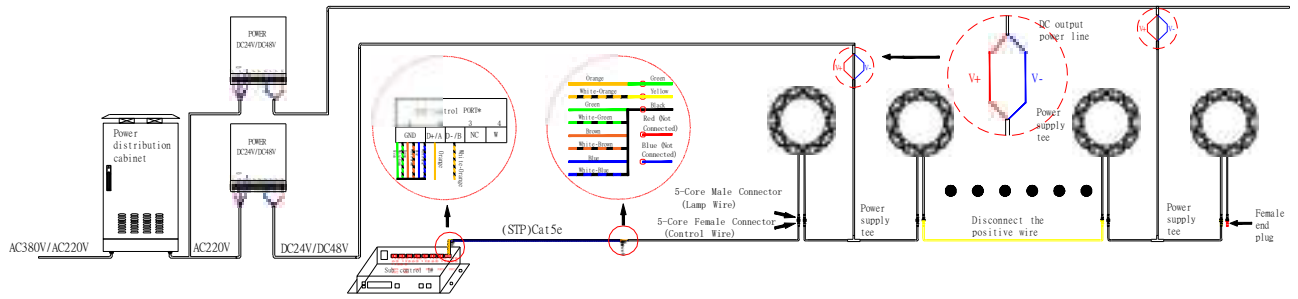 POWER
DC24V/DC48V
POWER
DC24V/DC48V
Power
distribution
cabinet
AC380V/AC220V
AC220V
DC24V/DC48V
control PORT*
3
4
GND
D+/A
D-/B
NC
W
Orange
White-Orange
Orange
White-Orange
Green
White-Green
Brown
White-Brown
Blue
White-Blue
Green
Yellow
Black
Red (Not
Connected)
Blue (Not
Connected)
(STP)Cat5e
Sub control
5-Core Male Connector
(Lamp Wire)
5-Core Female Connector
(Control Wire)
V+
V-
Power
supply
tee
DC output
power line
V+
V-
Power
supply
tee
Disconnect the
positive wire
V+
V-
Power
supply
tee
Female
end
plug